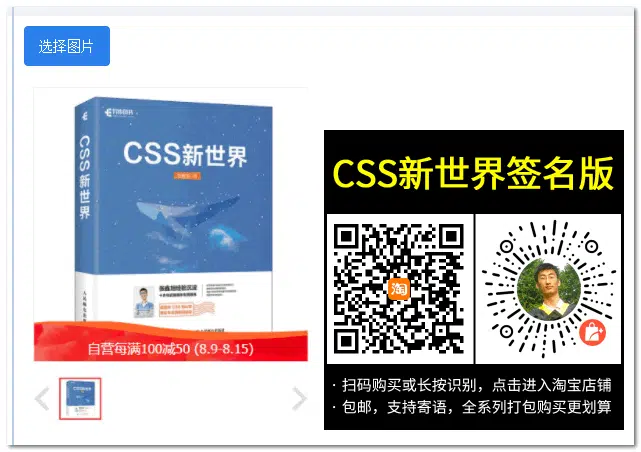 选择图片
CSS新世界
CSS新世界
自营每满100减50 (8.9-8.15)
CSS新世界签名版
淘
· 扫码购买或长按识别，点击进入淘宝店铺
· 包邮，支持寄语，全系列打包购买更划算